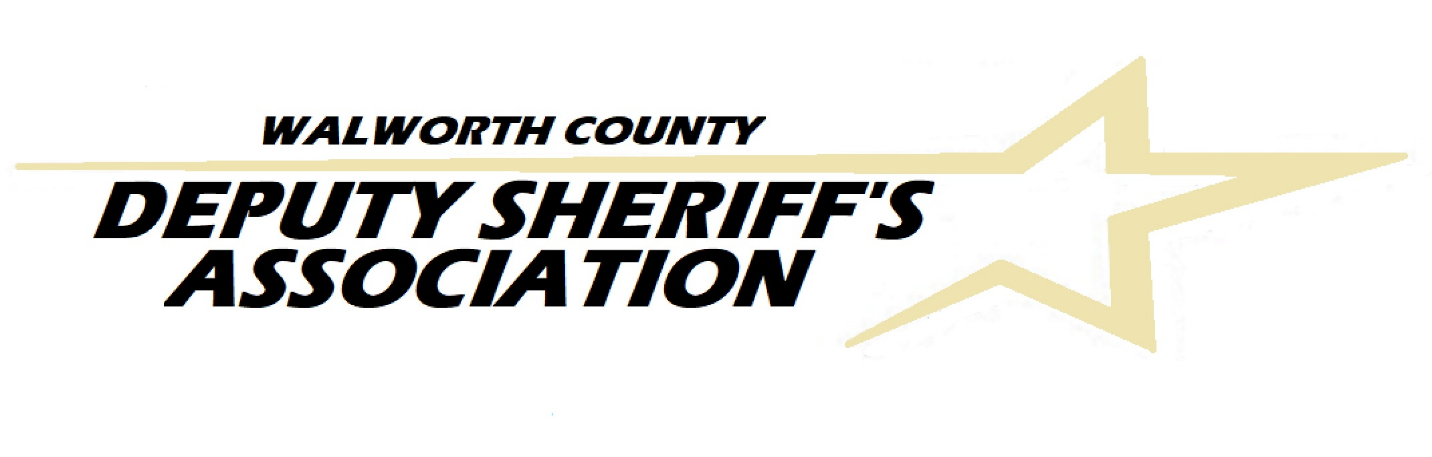 WALWORTH COUNTY
DEPUTY SHERIFF'S
ASSOCIATION